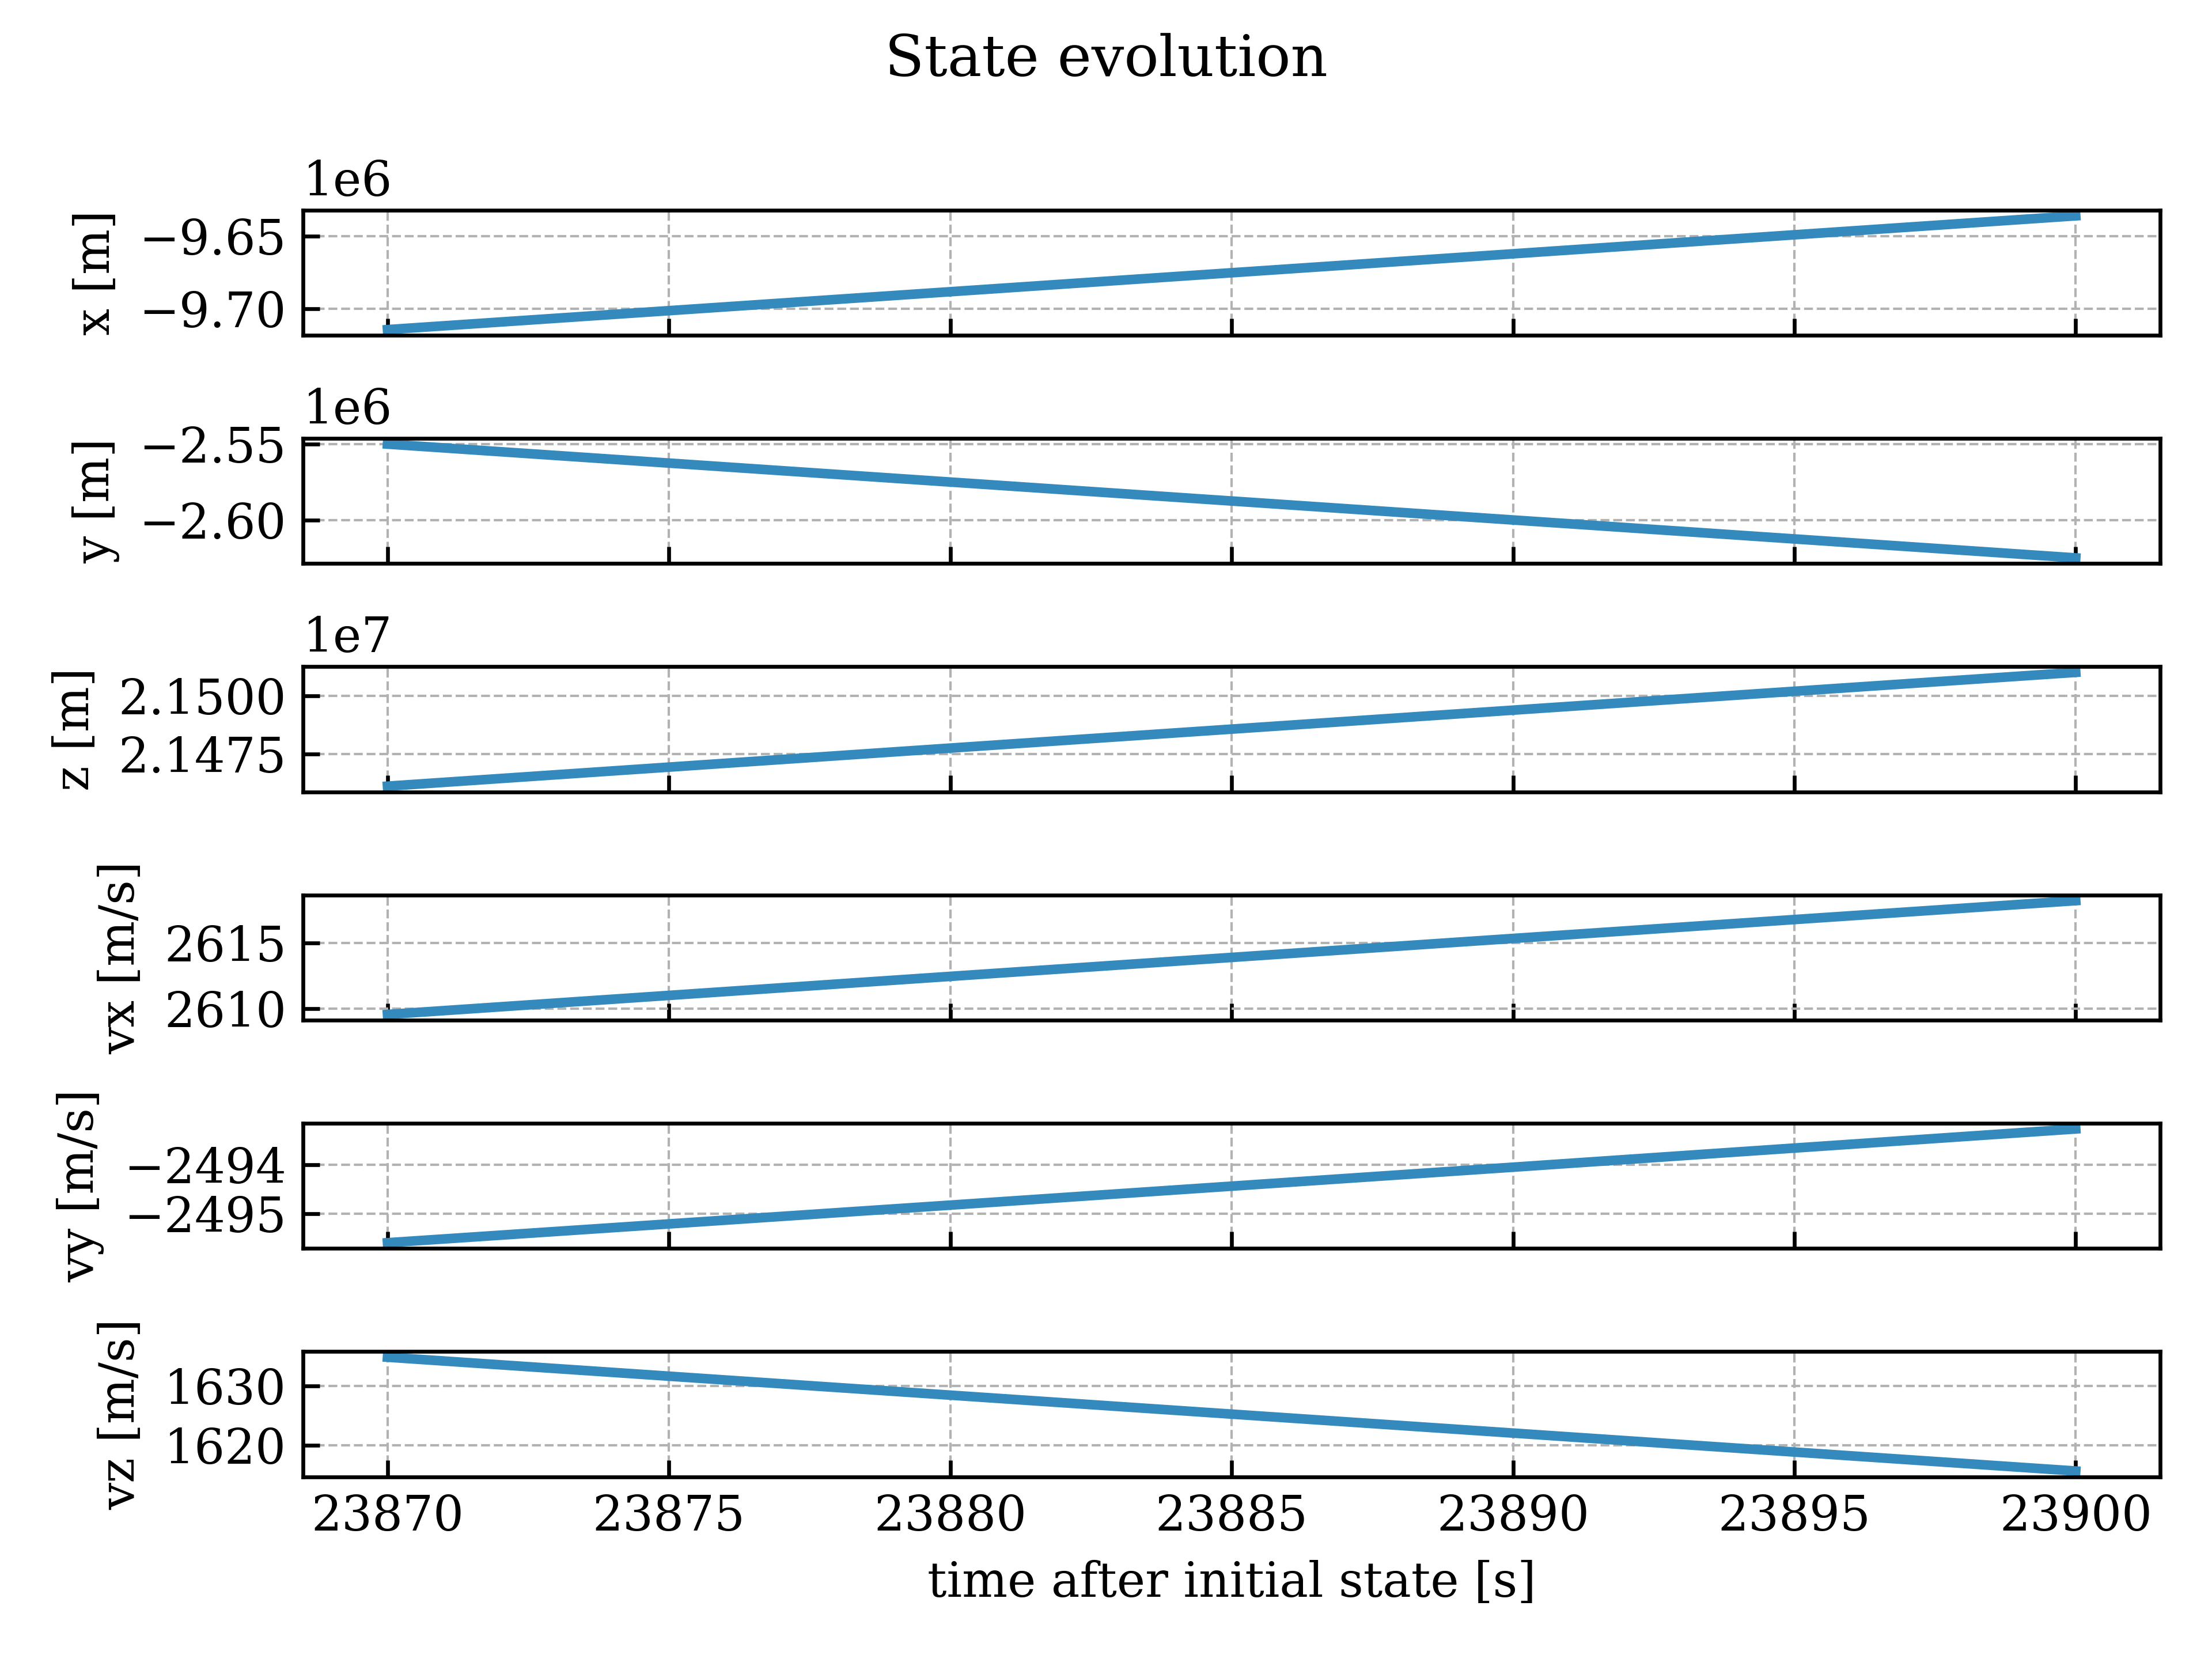 State evolution
1e6
x [m]
−9.65
−9.70
1e6
y [m]
−2.55
−2.60
1e7
z [m]
2.1500
2.1475
vx [m/s]
2615
2610
vy [m/s]
−2494
−2495
vz [m/s]
1630
1620
23870 23875 23880 23885 23890 23895 23900
time after initial state [s]